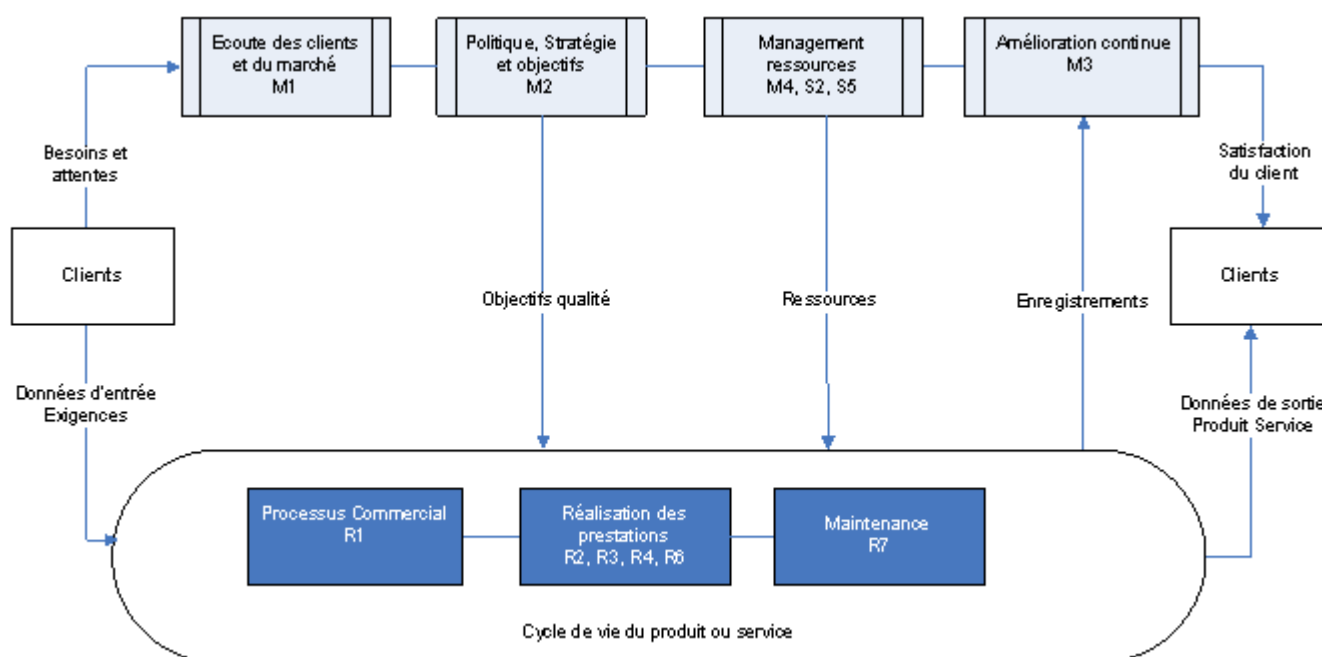 Ecoute des clients
et du marché
M1
Politique, Stratégie
et objectifs
M2
Management
ressources
M4, S2, S5
Amélioration continue
M3
Besoins et
attentes
Satisfaction
du client
Clients
Clients
Objectifs qualité
Ressources
Enregistrements
Données d'entrée
Exigences
Données de sortie
Produit Service
Processus Commercial
R1
Réalisation des
prestations
R2, R3, R4, R6
Maintenance
R7
Cycle de vie du produit ou service